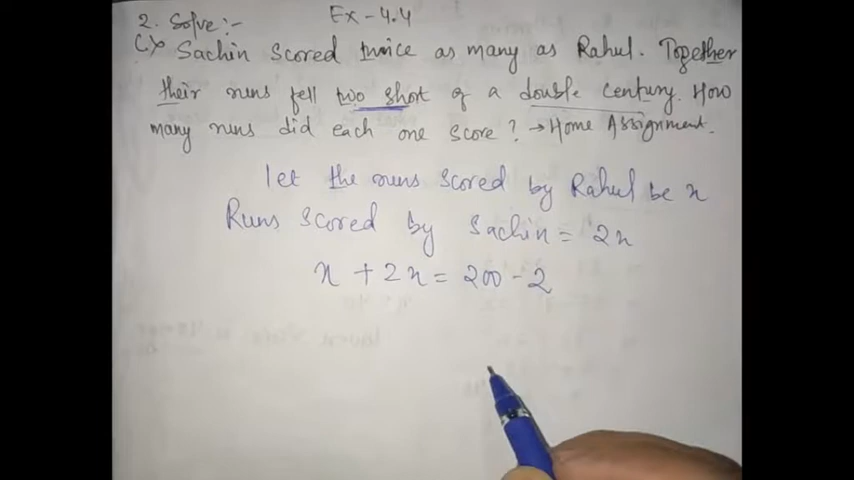 2. Solve:- Ex-4.4
C> Sachin scored twice as many as Rahul. Together
their runs fell two short of a double century. How
many runs did each one score? → Home Assignment.
let the runs scored by Rahul be x
Runs scored by Sachin = 2x
x + 2x = 200 - 2